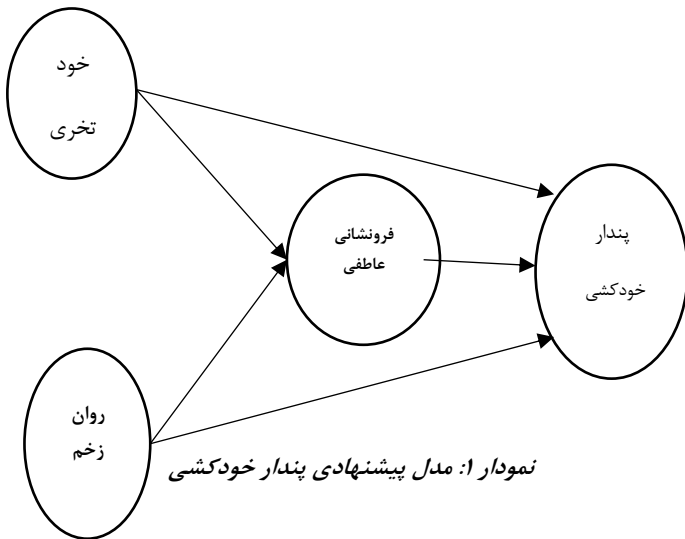 خود
تخری
فرونشانی
عاطفی
پندار
خودکشی
روان
زخم
نمودار ۱: مدل پیشنهادی پندار خودکشی